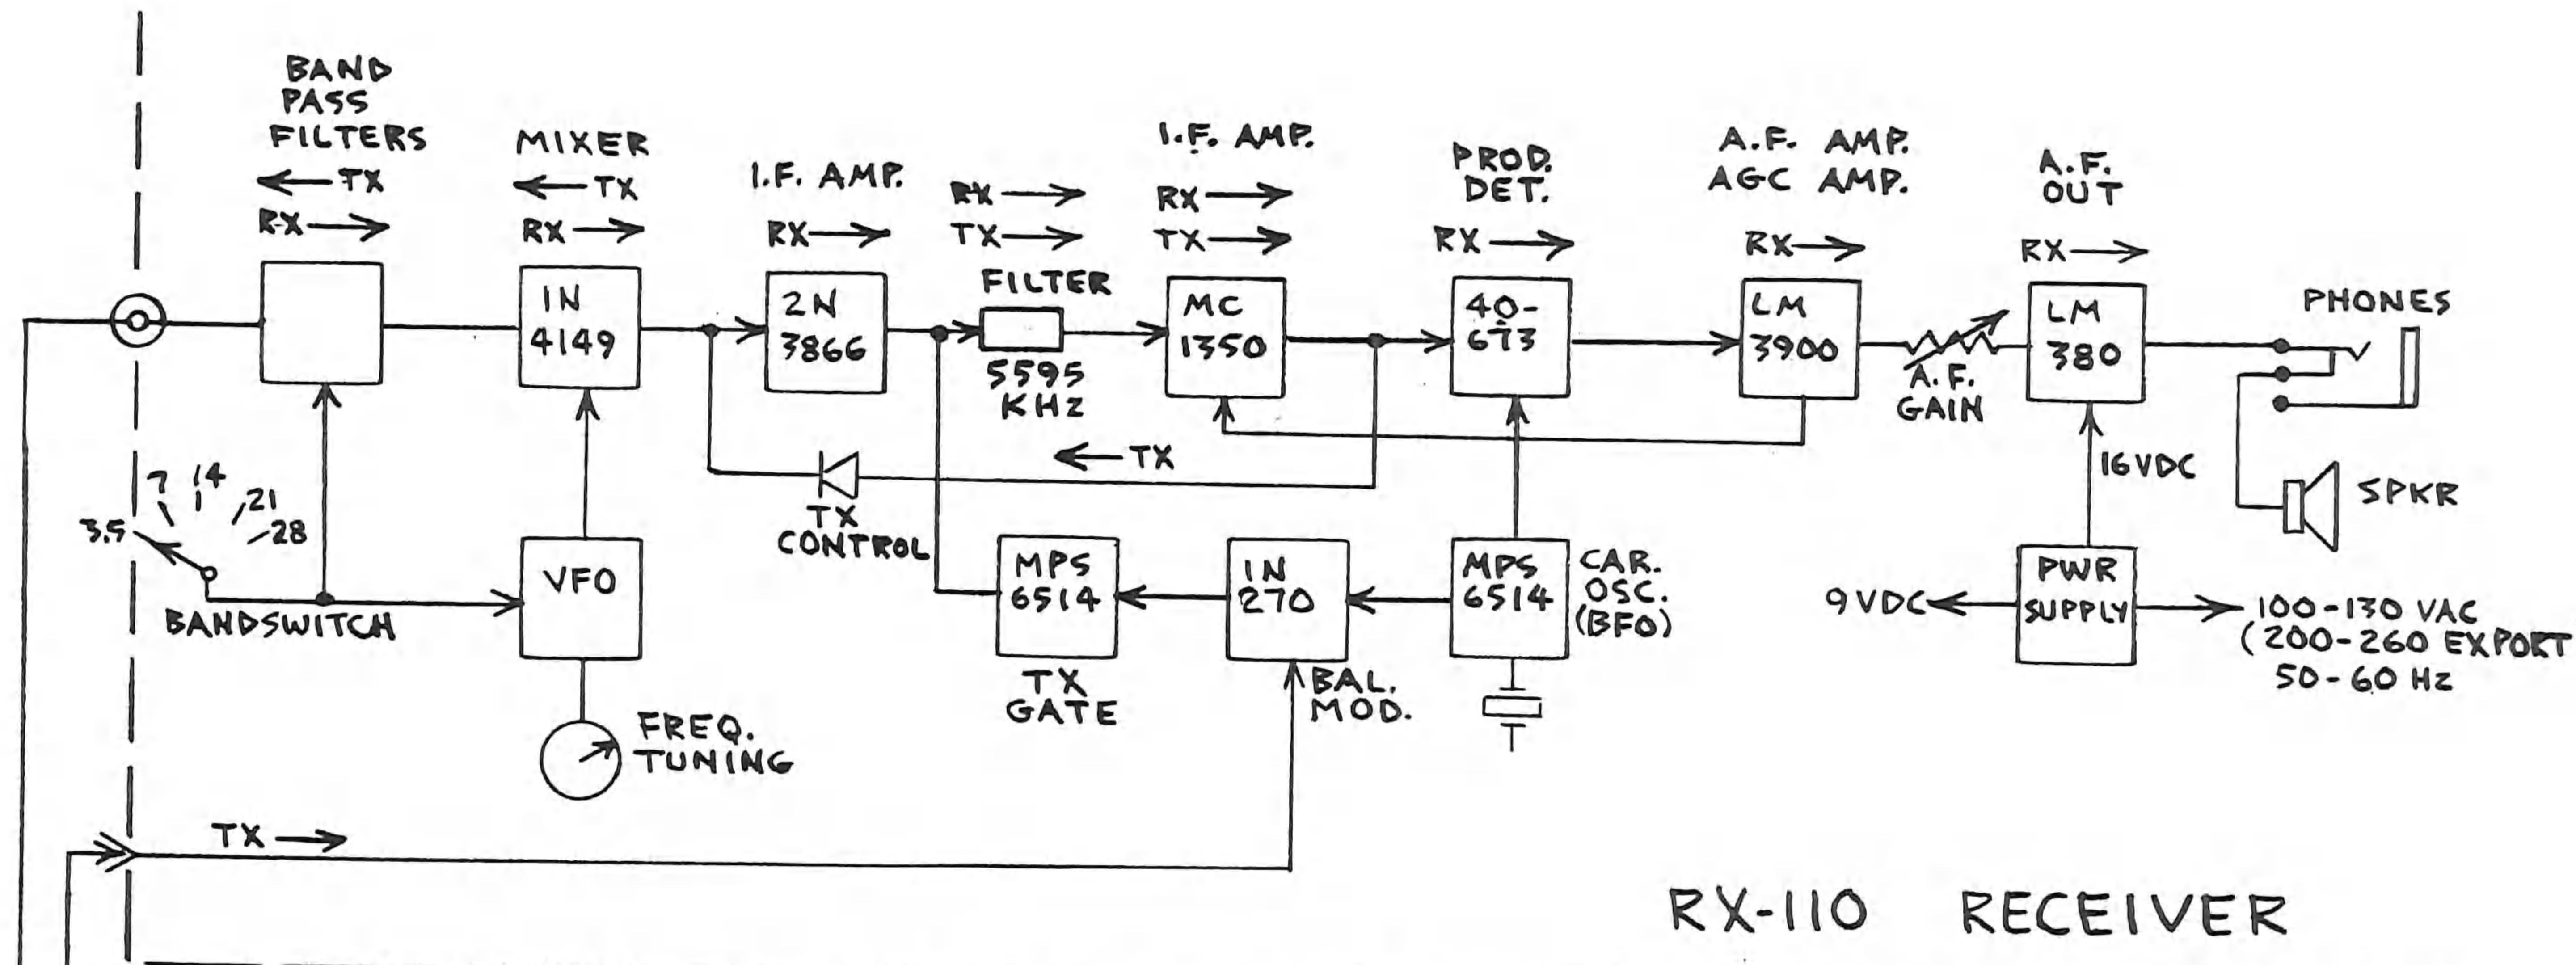 BAND
PASS
FILTERS
← TX
RX →
MIXER
← TX
RX →
I.F. AMP.
RX →
RX →
TX →
FILTER
I.F. AMP.
RX →
TX →
PROD.
DET.
RX →
A.F. AMP.
AGC AMP.
RX →
A.F.
OUT
RX →
1N
4149
2N
3866
5595
KHz
MC
1350
40-
673
LM
3900
A.F.
GAIN
LM
380
PHONES
← TX
TX
CONTROL
16VDC
SPKR
3.5
7
14
21
28
BANDSWITCH
VFO
FREQ.
TUNING
MPS
6514
TX
GATE
1N
270
BAL.
MOD.
MPS
6514
CAR.
OSC.
(BFO)
9VDC
PWR
SUPPLY
100-130 VAC
(200-260 EXPORT
50-60 Hz
TX →
RX-110 RECEIVER